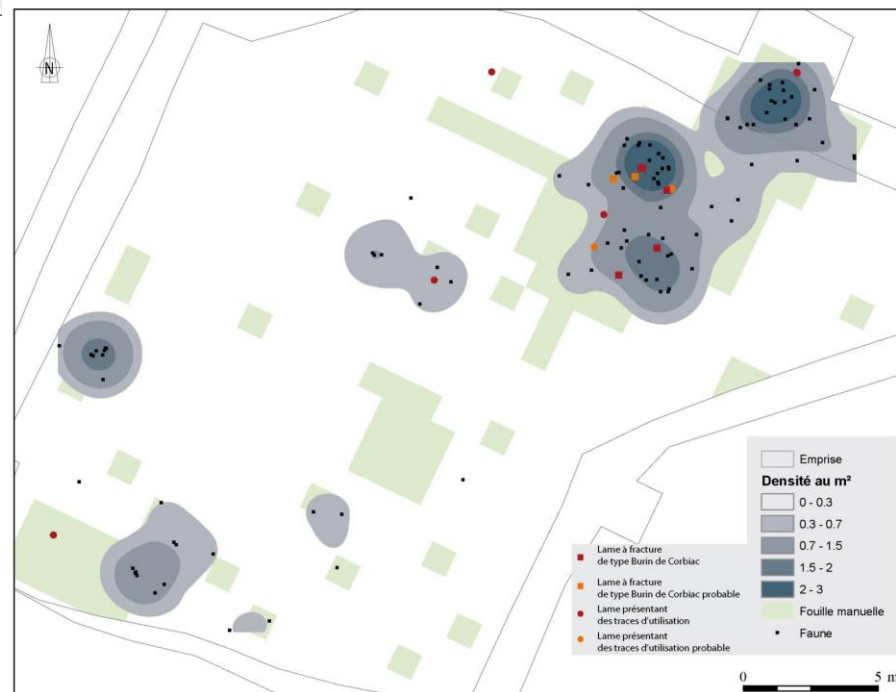 N
Emprise
Densité au m²
0 - 0.3
0.3 - 0.7
0.7 - 1.5
1.5 - 2
2 - 3
Fouille manuelle
Faune
Lame à fracture
de type Burin de Corbiac
Lame à fracture
de type Burin de Corbiac probable
Lame présentant
des traces d'utilisation
Lame présentant
des traces d'utilisation probable
0 5 m